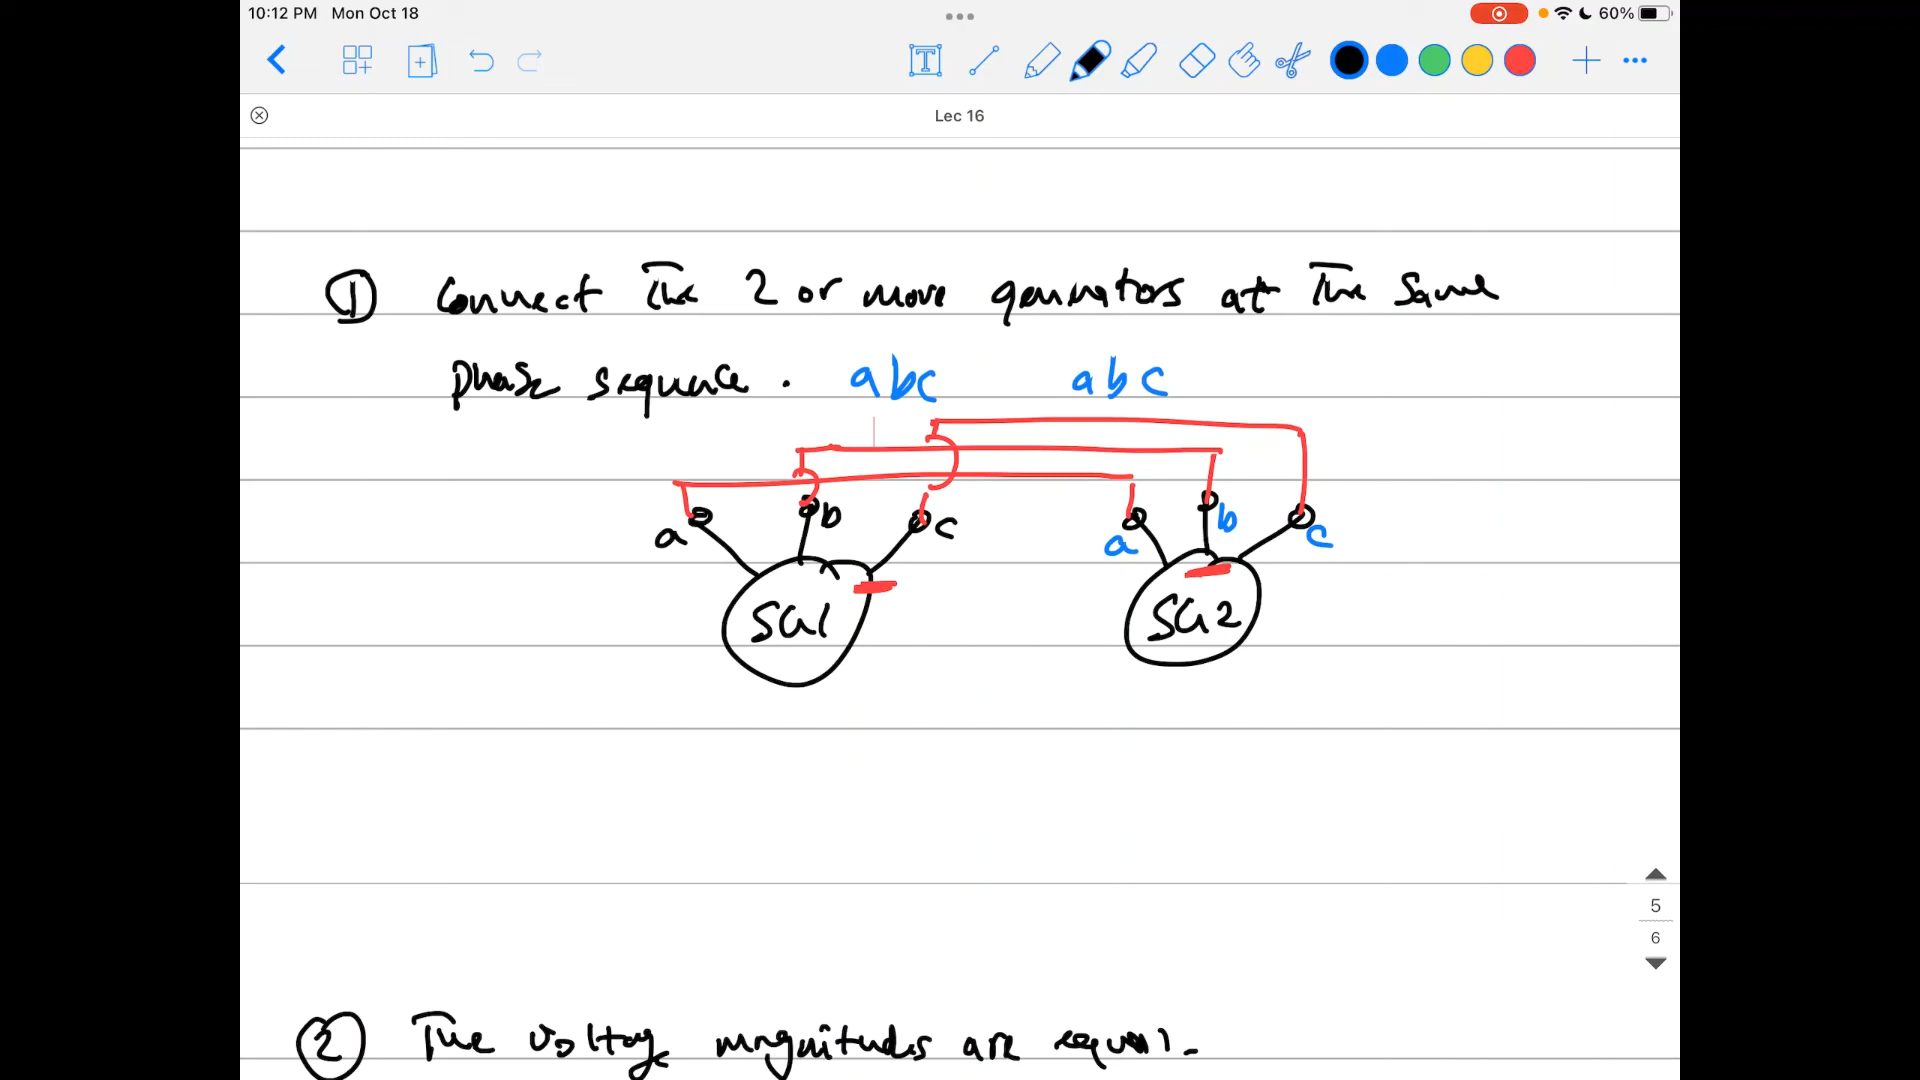 10:12 PM Mon Oct 18
60%
T
Lec 16
① Connect The 2 or more generators at The Same
phase sequence. abc abc
a b c a b c
SG1 SG2
5
6
② The voltage magnitudes are equal.